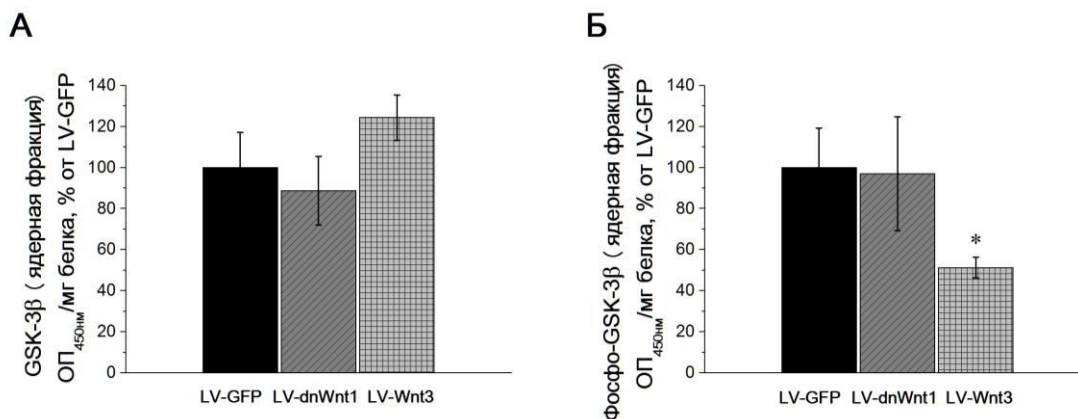 А
GSK-3β ( ядерная фракция)
ОП450нм/мг белка, % от LV-GFP
140
120
100
80
60
40
20
0
LV-GFP
LV-dnWnt1
LV-Wnt3
Б
Фосфо-GSK-3β ( ядерная фракция)
ОП450нм/мг белка, % от LV-GFP
140
120
100
80
60
40
20
0
*
LV-GFP
LV-dnWnt1
LV-Wnt3